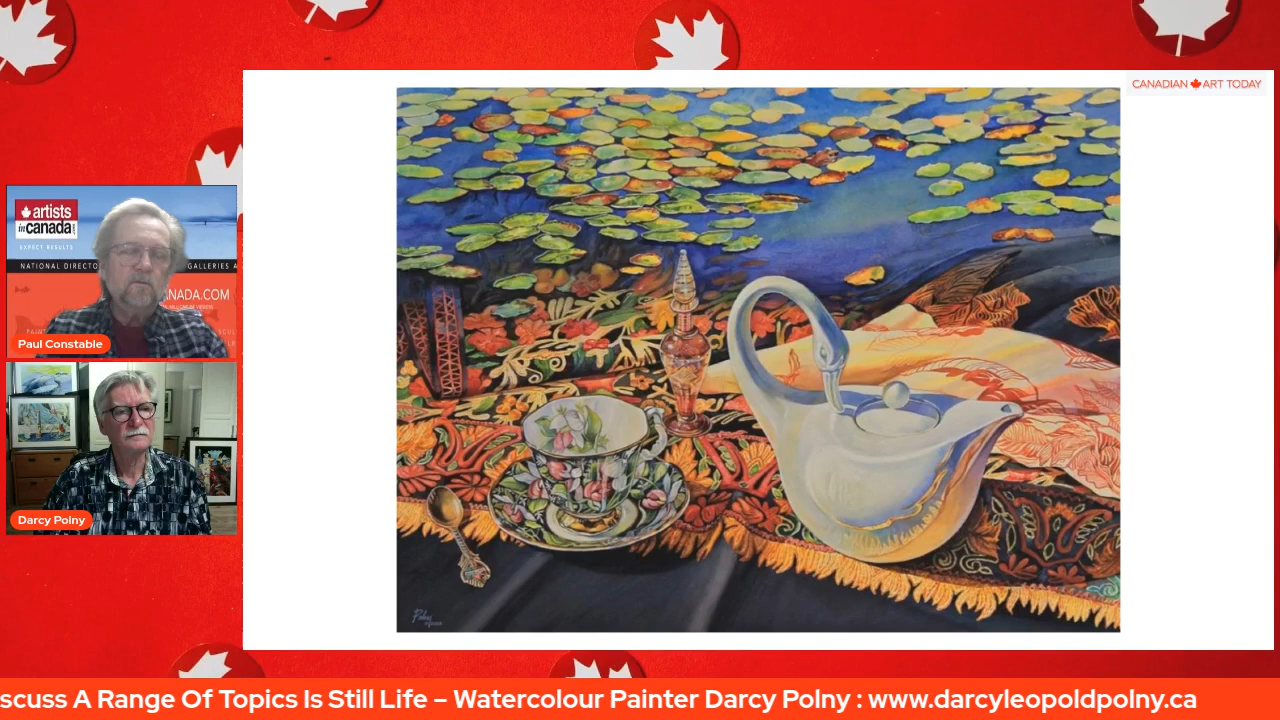 CANADIAN ART TODAY
artists
in canada
EXPECT RESULTS
NATIONAL DIRECTO
GALLERIES A
NADA.COM
Paul Constable
Darcy Polny
Polny
scuss A Range Of Topics Is Still Life – Watercolour Painter Darcy Polny : www.darcyleopoldpolny.ca